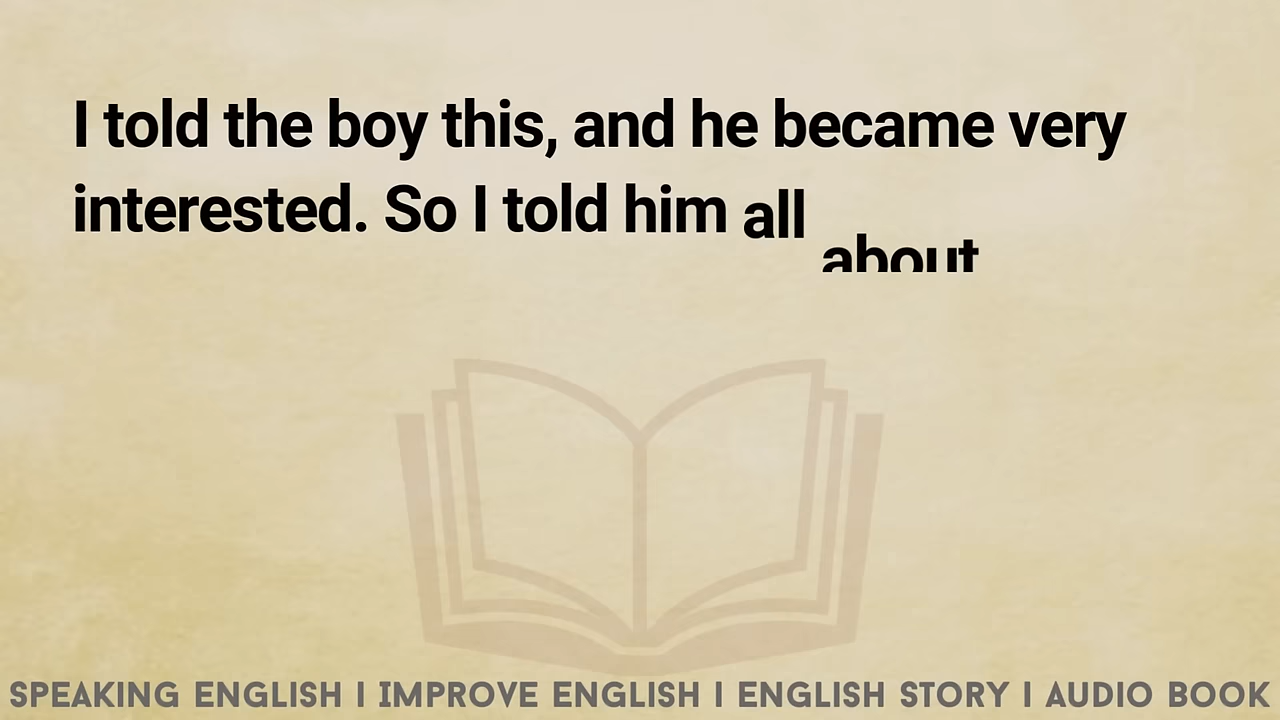 I told the boy this, and he became very
interested. So I told him all about
SPEAKING ENGLISH | IMPROVE ENGLISH | ENGLISH STORY | AUDIO BOOK